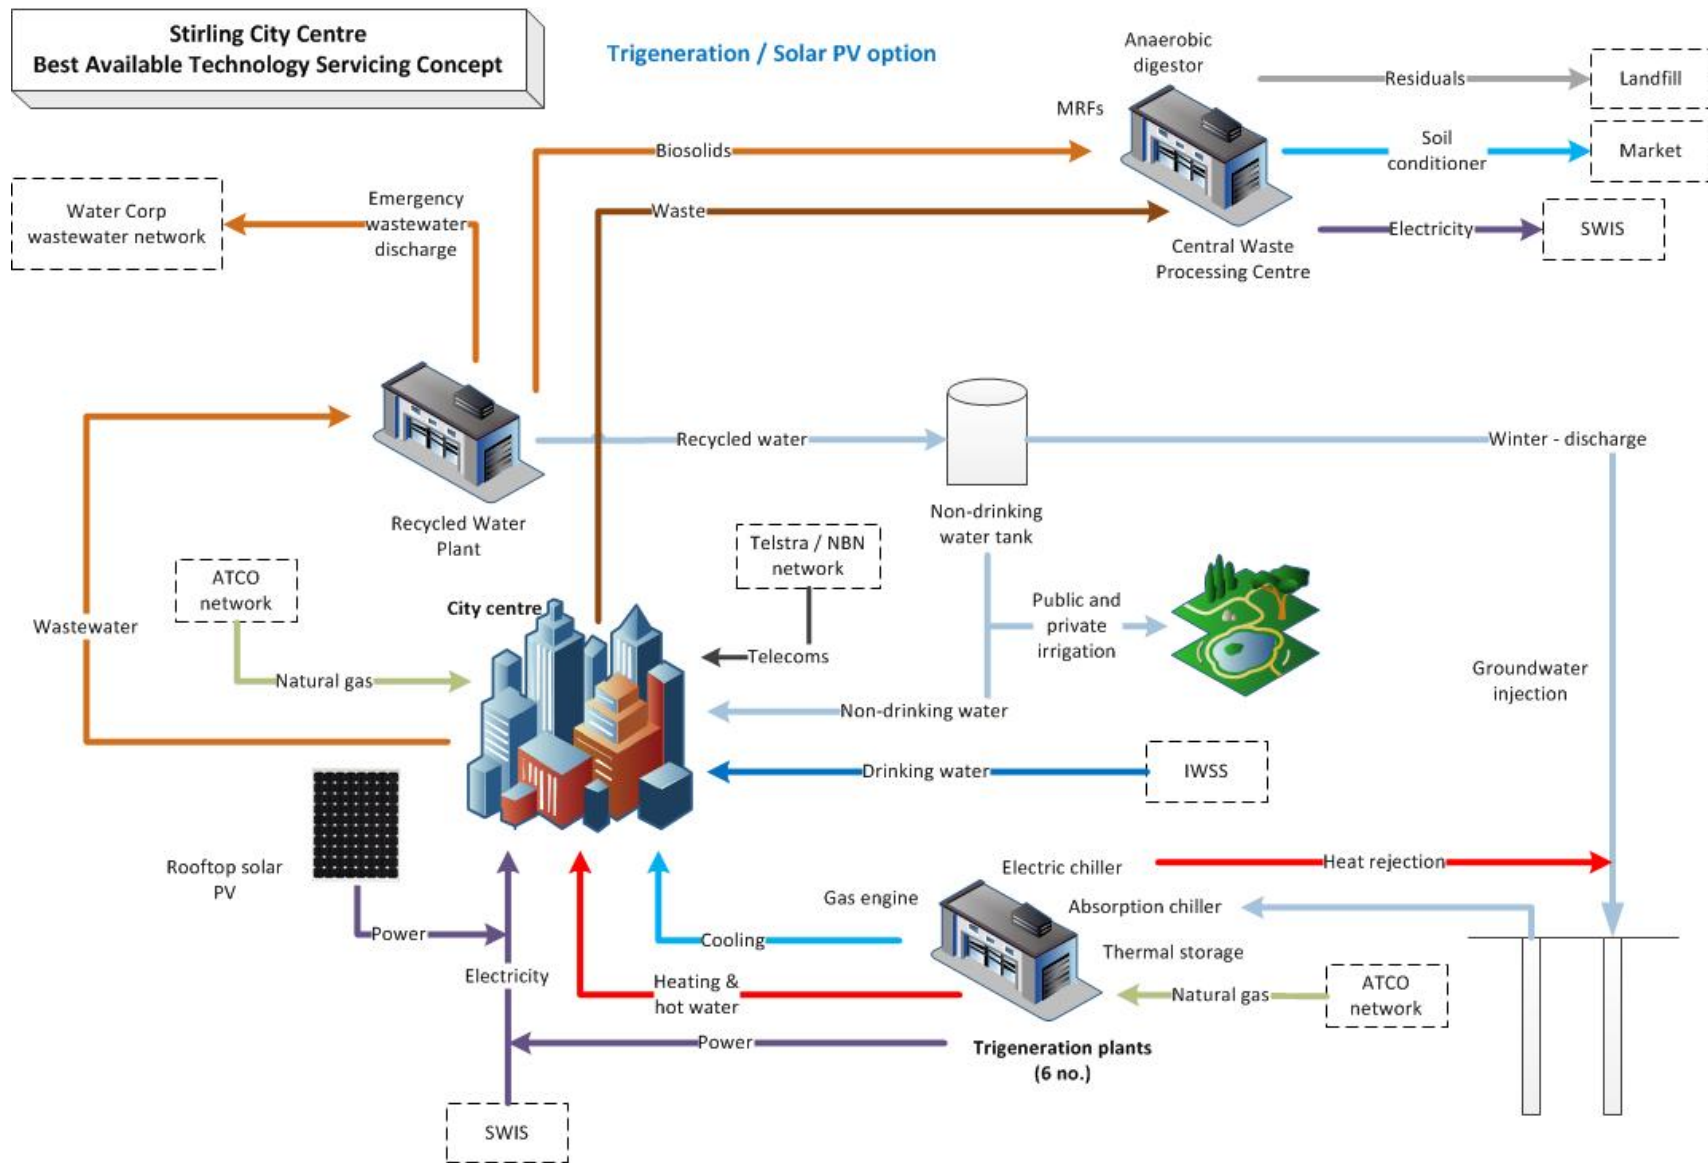 Stirling City Centre
Best Available Technology Servicing Concept
Trigeneration / Solar PV option
Anaerobic
digestor
MRFs
Residuals
Landfill
Biosolids
Soil
conditioner
Market
Water Corp
wastewater network
Emergency
wastewater
discharge
Waste
Electricity
SWIS
Central Waste
Processing Centre
Recycled water
Winter - discharge
Recycled Water
Plant
Non-drinking
water tank
Telstra / NBN
network
ATCO
network
City centre
Public and
private
irrigation
Wastewater
Telecoms
Natural gas
Groundwater
injection
Non-drinking water
Drinking water
IWSS
Rooftop solar
PV
Electric chiller
Heat rejection
Gas engine
Absorption chiller
Power
Cooling
Thermal storage
Electricity
Heating &
hot water
Natural gas
ATCO
network
Power
Trigeneration plants
(6 no.)
SWIS